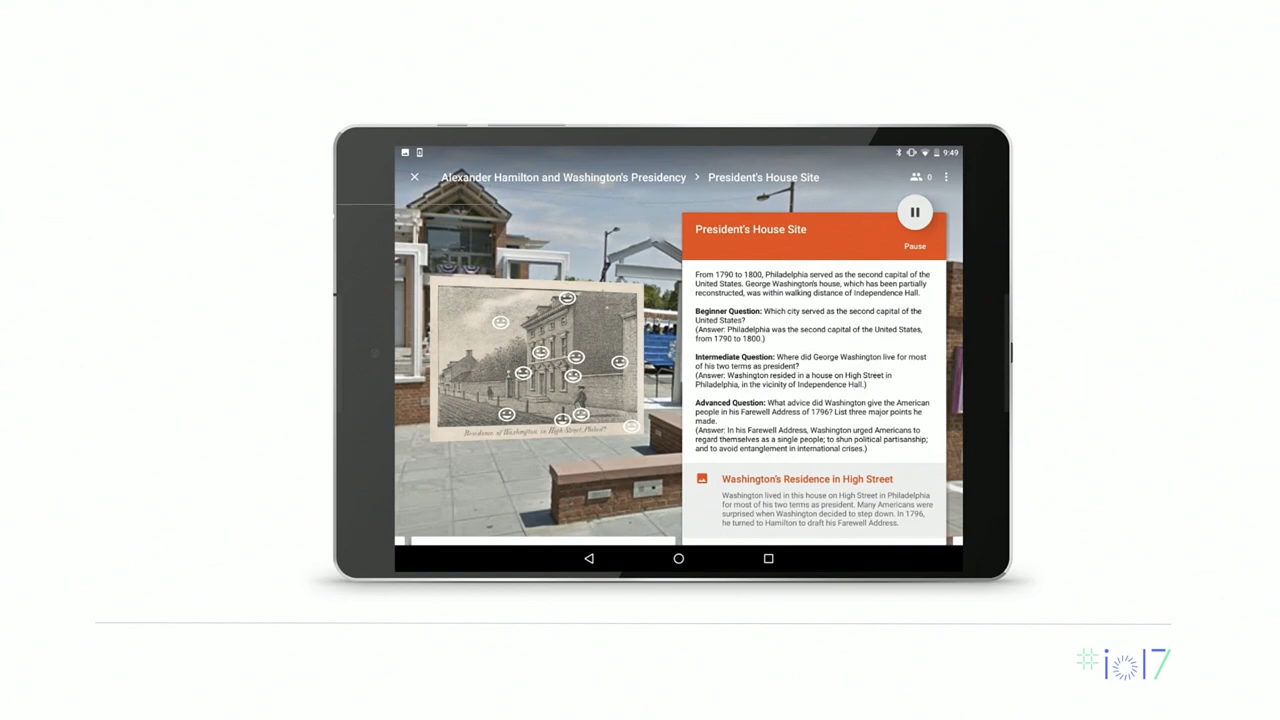 9:49
Alexander Hamilton and Washington's Presidency > President's House Site
0
President's House Site
Pause
From 1790 to 1800, Philadelphia served as the second capital of the
United States. George Washington's house, which has been partially
reconstructed, was within walking distance of Independence Hall.
Beginner Question: Which city served as the second capital of the
United States?
(Answer: Philadelphia was the second capital of the United States,
from 1790 to 1800.)
Intermediate Question: Where did George Washington live for most
of his two terms as president?
(Answer: Washington resided in a house on High Street in
Philadelphia, in the vicinity of Independence Hall.)
Advanced Question: What advice did Washington give the American
people in his Farewell Address of 1796? List three major points he
made.
(Answer: In his Farewell Address, Washington urged Americans to
regard themselves as a single people; to shun political partisanship;
and to avoid entanglement in international crises.)
Washington's Residence in High Street
Washington lived in this house on High Street in Philadelphia
for most of his two terms as president. Many Americans were
surprised when Washington decided to step down. In 1796,
he turned to Hamilton to draft his Farewell Address.
Residence of Washington in High Street, Philad?
#io17